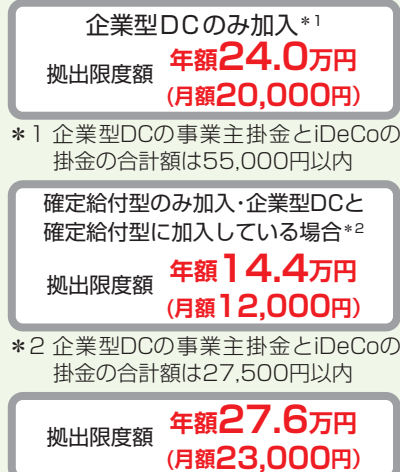 企業型DCのみ加入*1
拠出限度額 年額24.0万円
(月額20,000円)
*1 企業型DCの事業主掛金とiDeCoの
掛金の合計額は55,000円以内
確定給付型のみ加入・企業型DCと
確定給付型に加入している場合*2
拠出限度額 年額14.4万円
(月額12,000円)
*2 企業型DCの事業主掛金とiDeCoの
掛金の合計額は27,500円以内
拠出限度額 年額27.6万円
(月額23,000円)